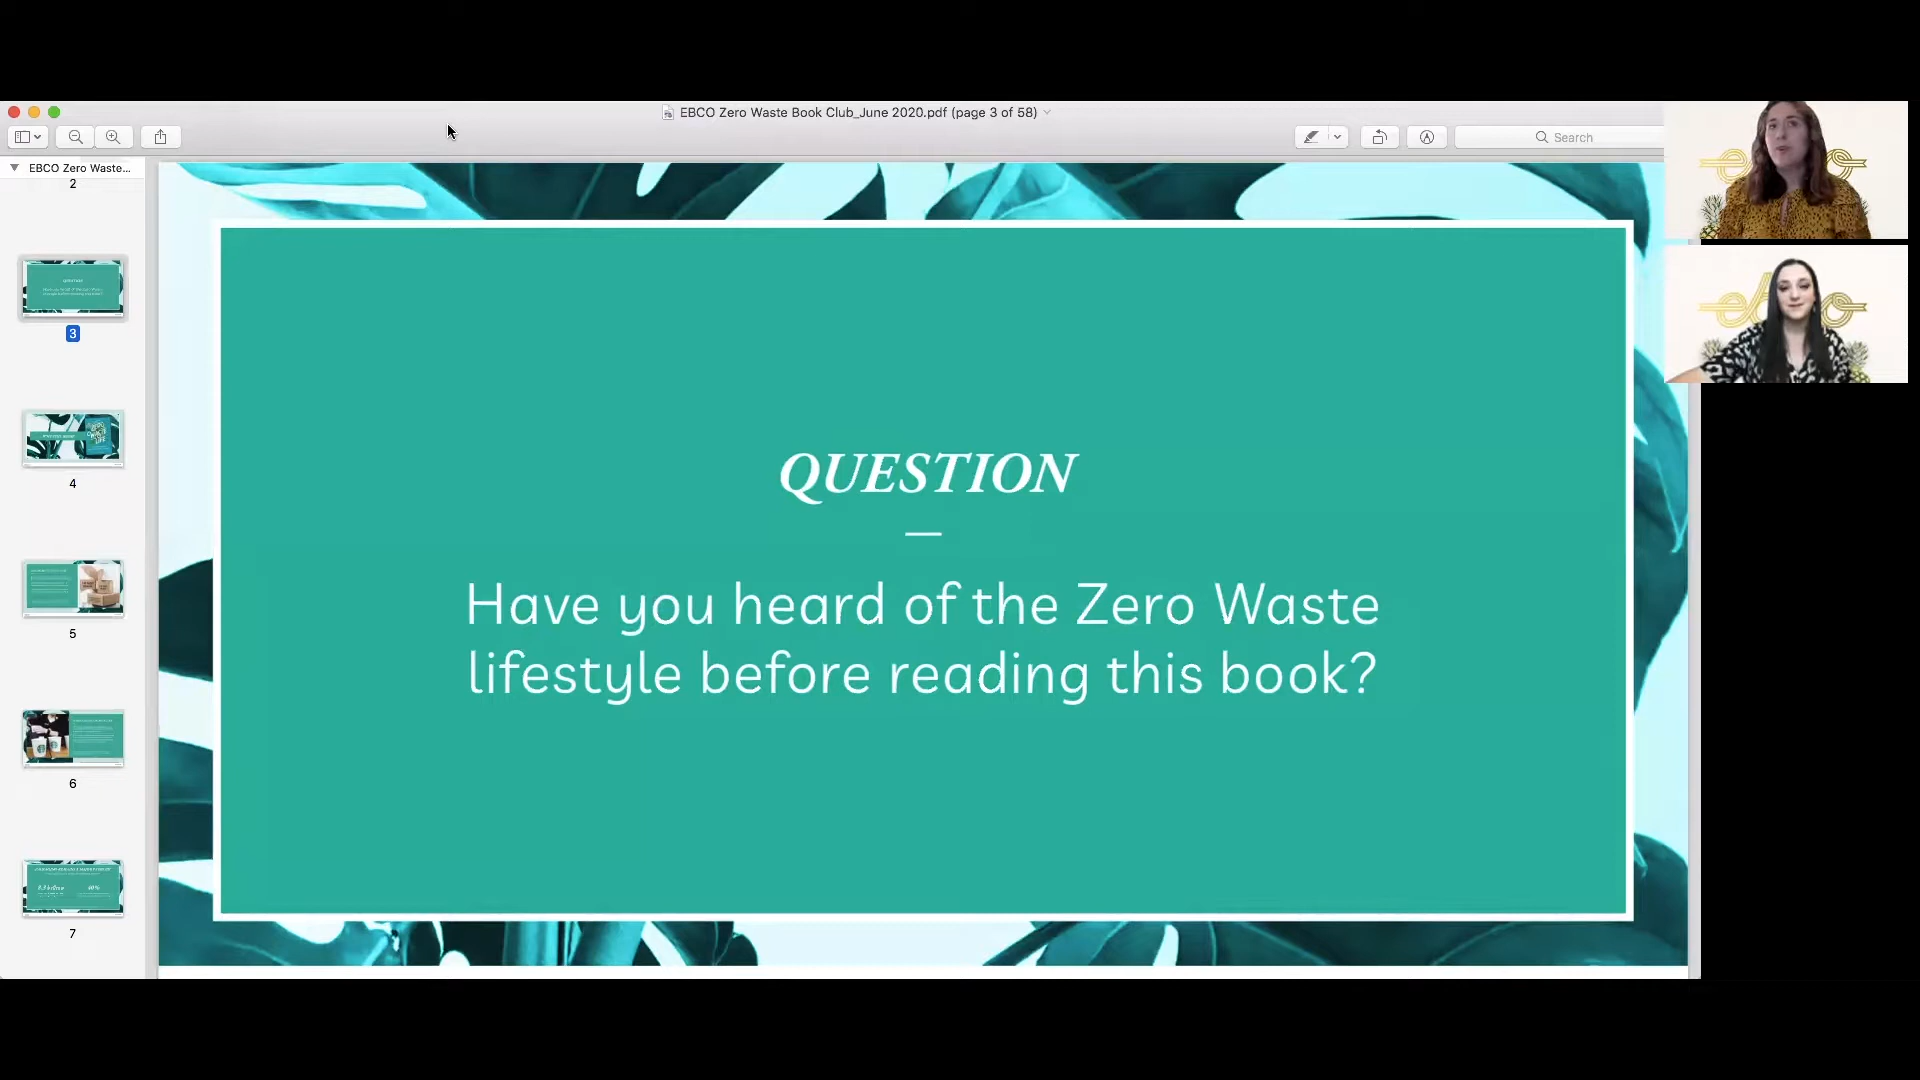 EBCO Zero Waste Book Club_June 2020.pdf (page 3 of 58)
Search
EBCO Zero Waste...
2
3
4
5
6
7
QUESTION
Have you heard of the Zero Waste
lifestyle before reading this book?